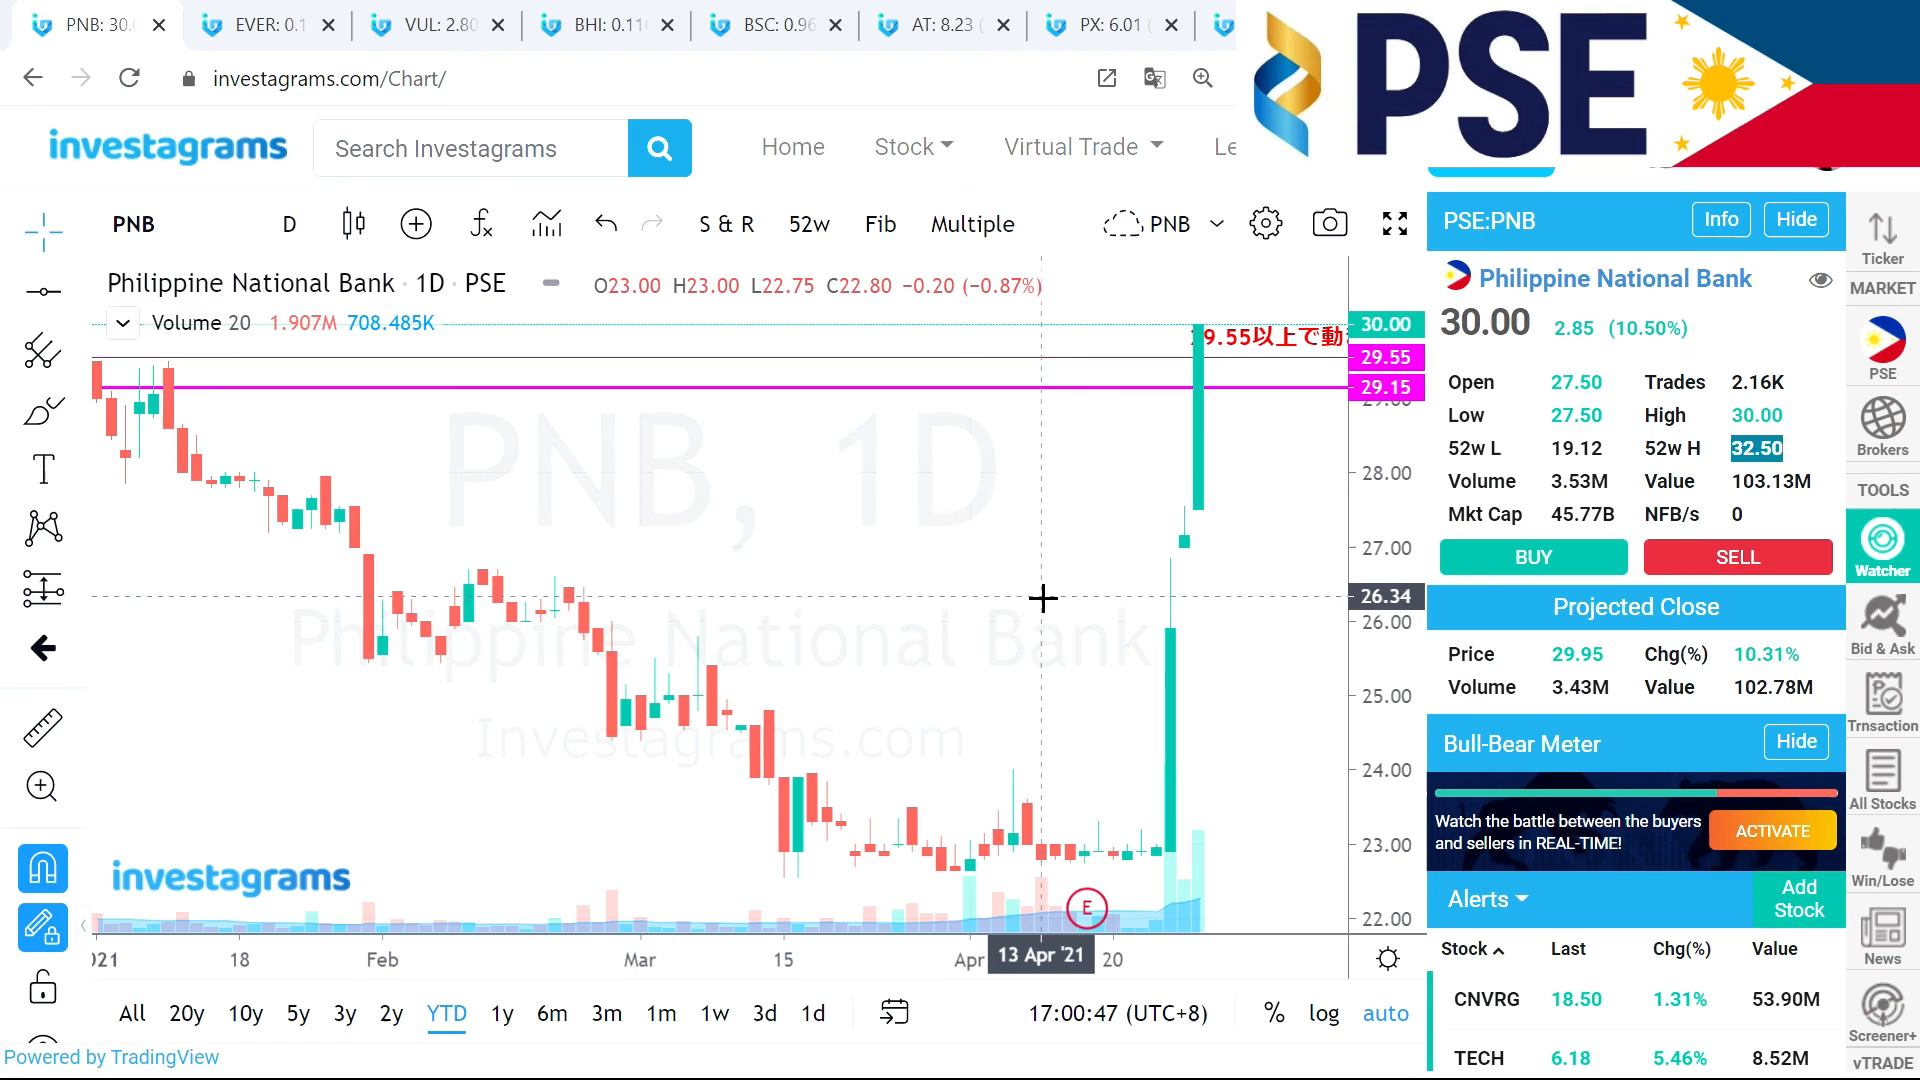 PNB: 30.
EVER: 0.1
VUL: 2.80
BHI: 0.11
BSC: 0.96
AT: 8.23
PX: 6.01
investagrams.com/Chart/
PSE
investagrams
Search Investagrams
Home
Stock
Virtual Trade
Le
PNB
D
S & R
52w
Fib
Multiple
PNB
Philippine National Bank · 1D · PSE
O23.00 H23.00 L22.75 C22.80 −0.20 (−0.87%)
Volume 20 1.907M 708.485K
9.55以上で動
30.00
29.55
29.15
28.00
27.00
26.34
26.00
25.00
24.00
23.00
22.00
PNB, 1D
Philippine National Bank
Investagrams.com
investagrams
E
18
Feb
Mar
15
Apr
13 Apr '21
20
All 20y 10y 5y 3y 2y YTD 1y 6m 3m 1m 1w 3d 1d
17:00:47 (UTC+8)
% log auto
Powered by TradingView
PSE:PNB
Info
Hide
Philippine National Bank
30.00 2.85 (10.50%)
Open 27.50 Trades 2.16K
Low 27.50 High 30.00
52w L 19.12 52w H 32.50
Volume 3.53M Value 103.13M
Mkt Cap 45.77B NFB/s 0
BUY
SELL
Projected Close
Price 29.95 Chg(%) 10.31%
Volume 3.43M Value 102.78M
Bull-Bear Meter
Hide
Watch the battle between the buyers
and sellers in REAL-TIME!
ACTIVATE
Alerts
Add
Stock
Stock Last Chg(%) Value
CNVRG 18.50 1.31% 53.90M
TECH 6.18 5.46% 8.52M
Ticker
MARKET
PSE
Brokers
TOOLS
Watcher
Bid & Ask
Trnsaction
All Stocks
Win/Lose
News
Screener+
vTRADE